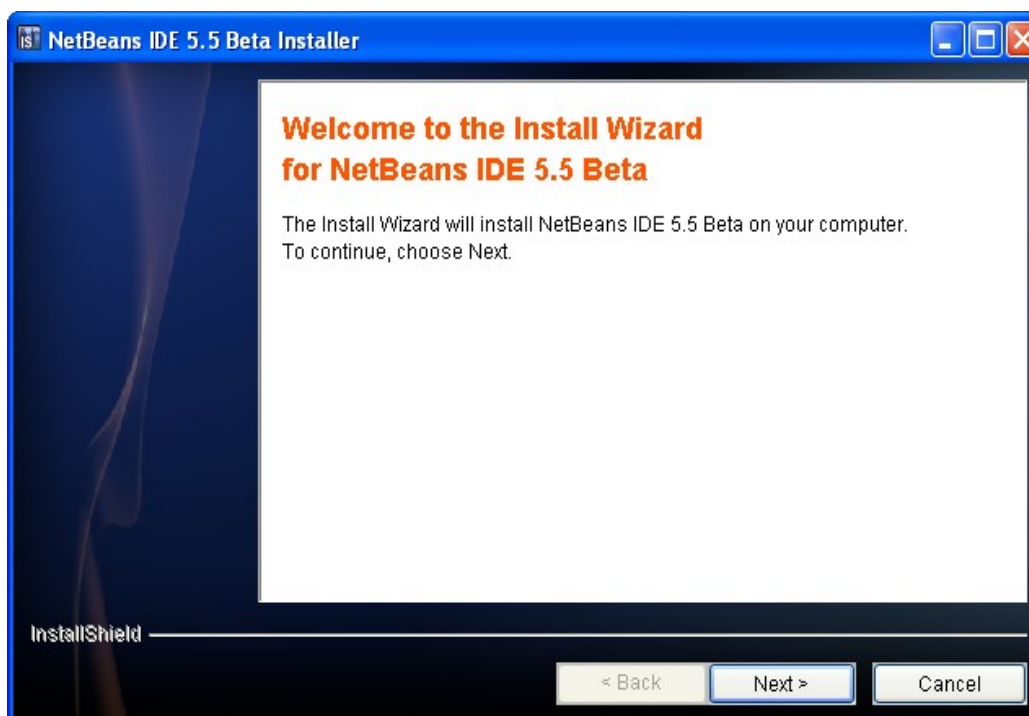 NetBeans IDE 5.5 Beta Installer
Welcome to the Install Wizard
for NetBeans IDE 5.5 Beta
The Install Wizard will install NetBeans IDE 5.5 Beta on your computer.
To continue, choose Next.
InstallShield
< Back Next > Cancel